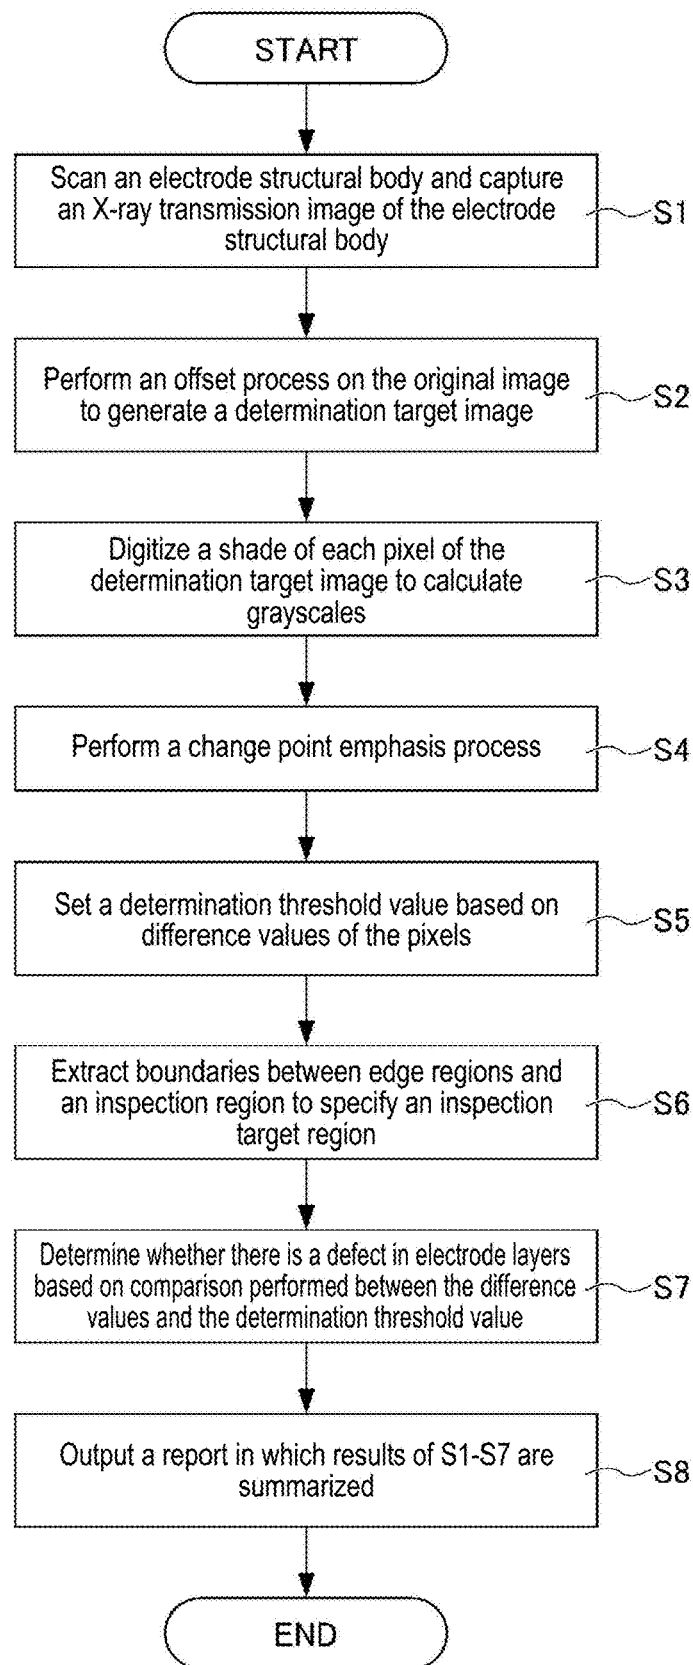 START
Scan an electrode structural body and capture
an X-ray transmission image of the electrode
structural body
S1
Perform an offset process on the original image
to generate a determination target image
S2
Digitize a shade of each pixel of the
determination target image to calculate
grayscales
S3
Perform a change point emphasis process
S4
Set a determination threshold value based on
difference values of the pixels
S5
Extract boundaries between edge regions and
an inspection region to specify an inspection
target region
S6
Determine whether there is a defect in electrode layers
based on comparison performed between the difference
values and the determination threshold value
S7
Output a report in which results of S1-S7 are
summarized
S8
END